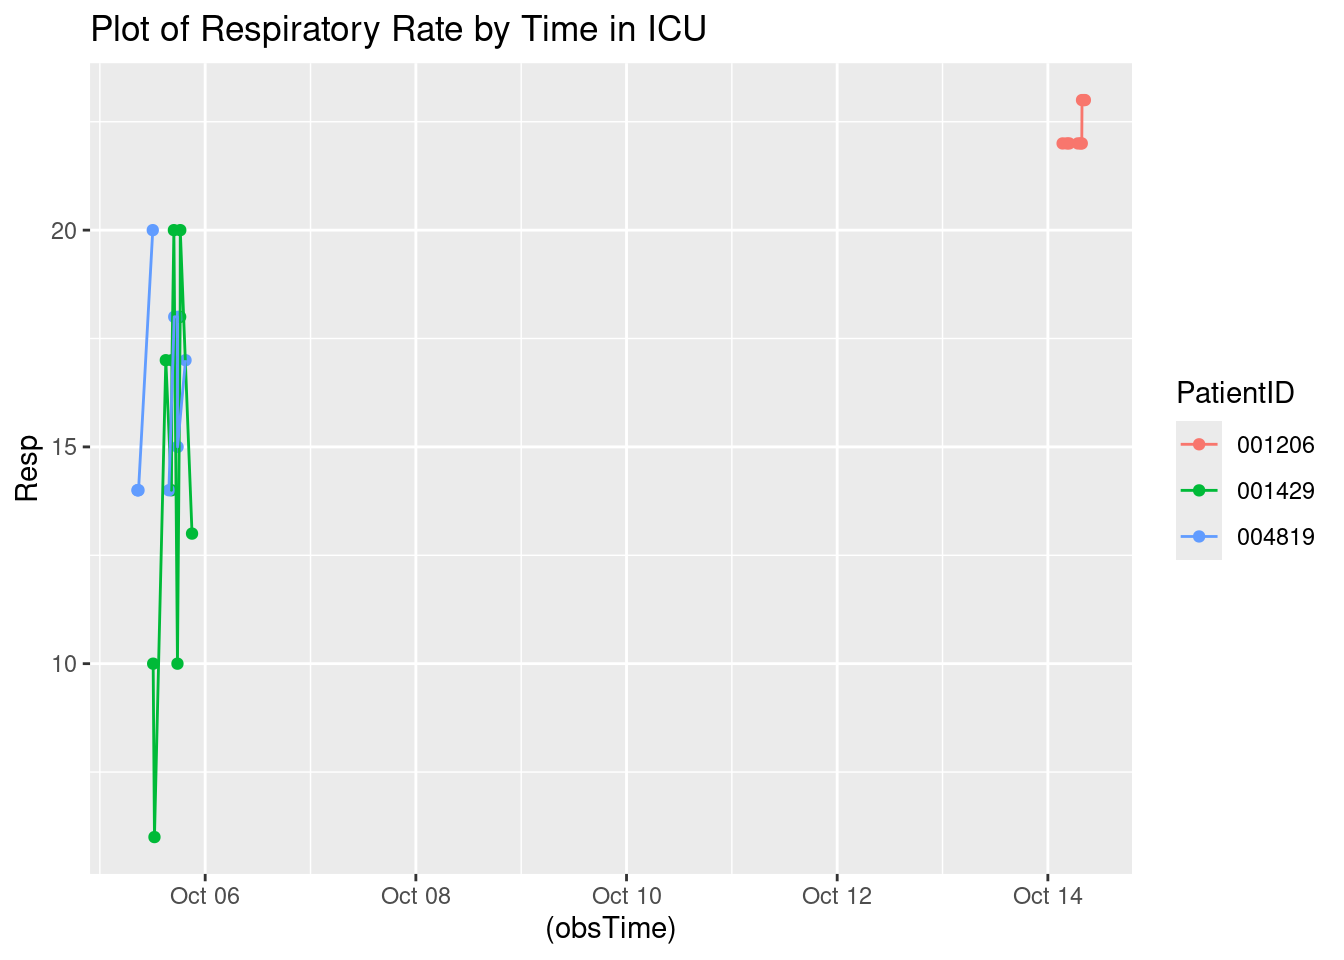 Plot of Respiratory Rate by Time in ICU
Resp
20
15
10
Oct 06
Oct 08
Oct 10
Oct 12
Oct 14
(obsTime)
PatientID
001206
001429
004819